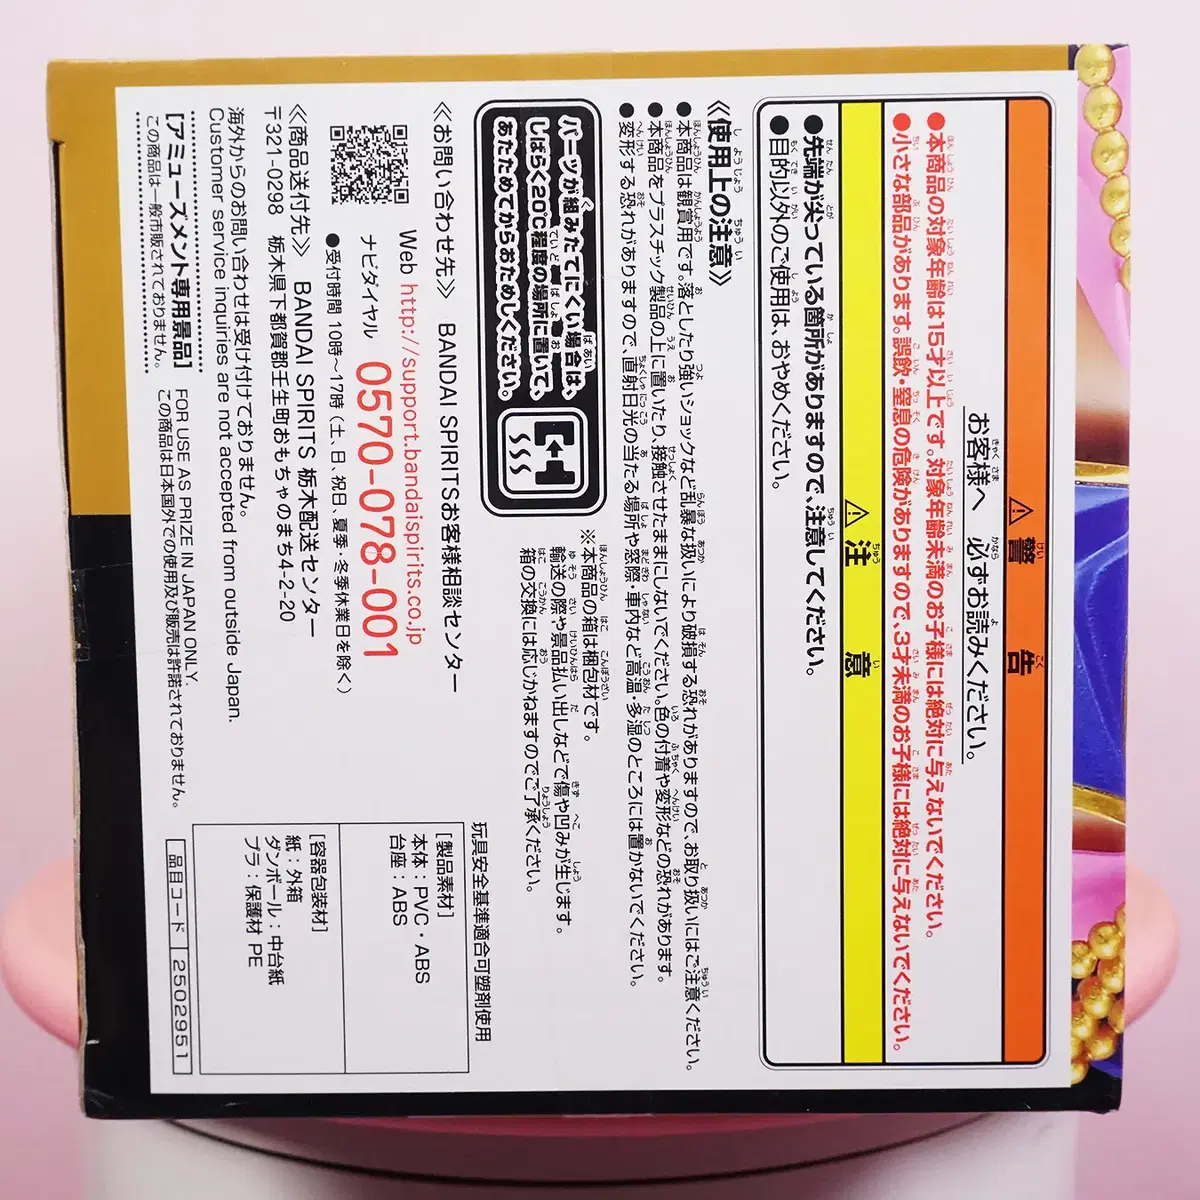 警告
お客様へ 必ずお読みください。
●本商品の対象年齢は15才以上です。対象年齢未満のお子様には絶対に与えないでください。
●小さな部品があります。誤飲・窒息の危険がありますので、3才未満のお子様には絶対に与えないでください。
注意
●先端が尖っている箇所がありますので、注意してください。
●目的以外のご使用は、おやめください。
《使用上の注意》
●本商品は観賞用です。落としたり強いショックなど乱暴な扱いにより破損する恐れがありますので、お取り扱いにはご注意ください。
●本商品をプラスチック製品の上に置いたり、接触させたままにしないでください。色の付着や変形などの恐れがあります。
●変形する恐れがありますので、直射日光の当たる場所や窓際・車内など高温・多湿のところには置かないでください。
パーツが組みたてにくい場合は、
しばらく20℃程度の場所に置いて、
あたためてからおためしください。
※本商品の箱は梱包材です。
輸送の際や景品払い出しなどで傷や凹みが生じます。
箱の交換には応じかねますのでご了承ください。
《お問い合わせ先》 BANDAI SPIRITSお客様相談センター
Web http://support.bandaispirits.co.jp
ナビダイヤル 0570-078-001
●受付時間 10時〜17時 (土、日、祝日、夏季・冬季休業日を除く)
《商品送付先》 BANDAI SPIRITS 栃木配送センター
〒321-0298 栃木県下都賀郡壬生町おもちゃのまち4-2-20
海外からのお問い合わせは受け付けておりません。
Customer service inquiries are not accepted from outside Japan.
[アミューズメント専用景品]
この商品は一般市販されておりません。
FOR USE AS PRIZE IN JAPAN ONLY.
この商品は日本国外での使用及び販売は許諾されておりません。
玩具安全基準適合可塑剤使用
[製品素材]
本体:PVC・ABS
台座:ABS
[容器包装材]
紙:外箱
ダンボール:中台紙
プラ:保護材 PE
品目コード 2502951